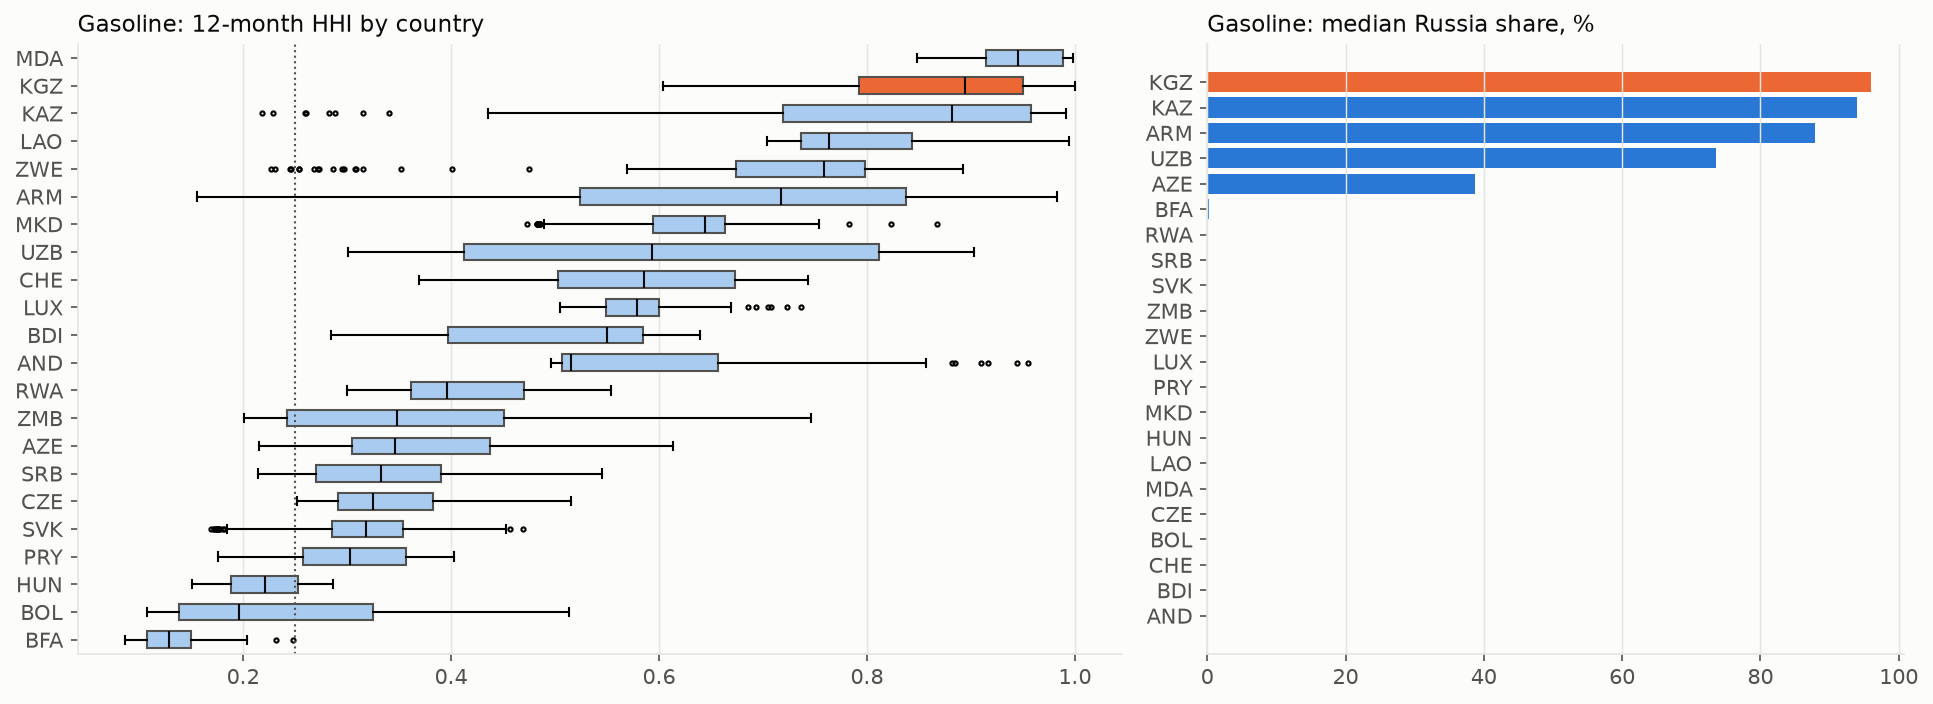 Gasoline: 12-month HHI by country
MDA
KGZ
KAZ
LAO
ZWE
ARM
MKD
UZB
CHE
LUX
BDI
AND
RWA
ZMB
AZE
SRB
CZE
SVK
PRY
HUN
BOL
BFA
0.2 0.4 0.6 0.8 1.0
Gasoline: median Russia share, %
KGZ
KAZ
ARM
UZB
AZE
BFA
RWA
SRB
SVK
ZMB
ZWE
LUX
PRY
MKD
HUN
LAO
MDA
CZE
BOL
CHE
BDI
AND
0 20 40 60 80 100